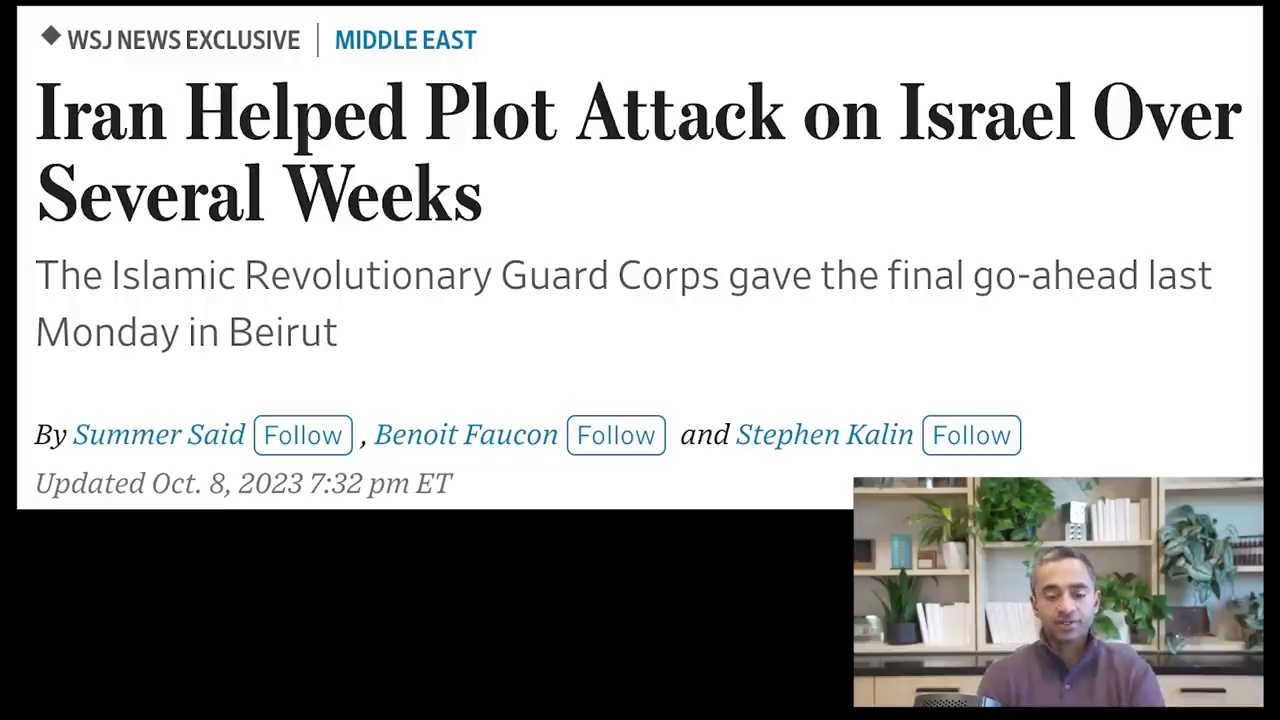 WSJ NEWS EXCLUSIVE | MIDDLE EAST
Iran Helped Plot Attack on Israel Over
Several Weeks
The Islamic Revolutionary Guard Corps gave the final go-ahead last
Monday in Beirut
By Summer Said Follow , Benoit Faucon Follow and Stephen Kalin Follow
Updated Oct. 8, 2023 7:32 pm ET